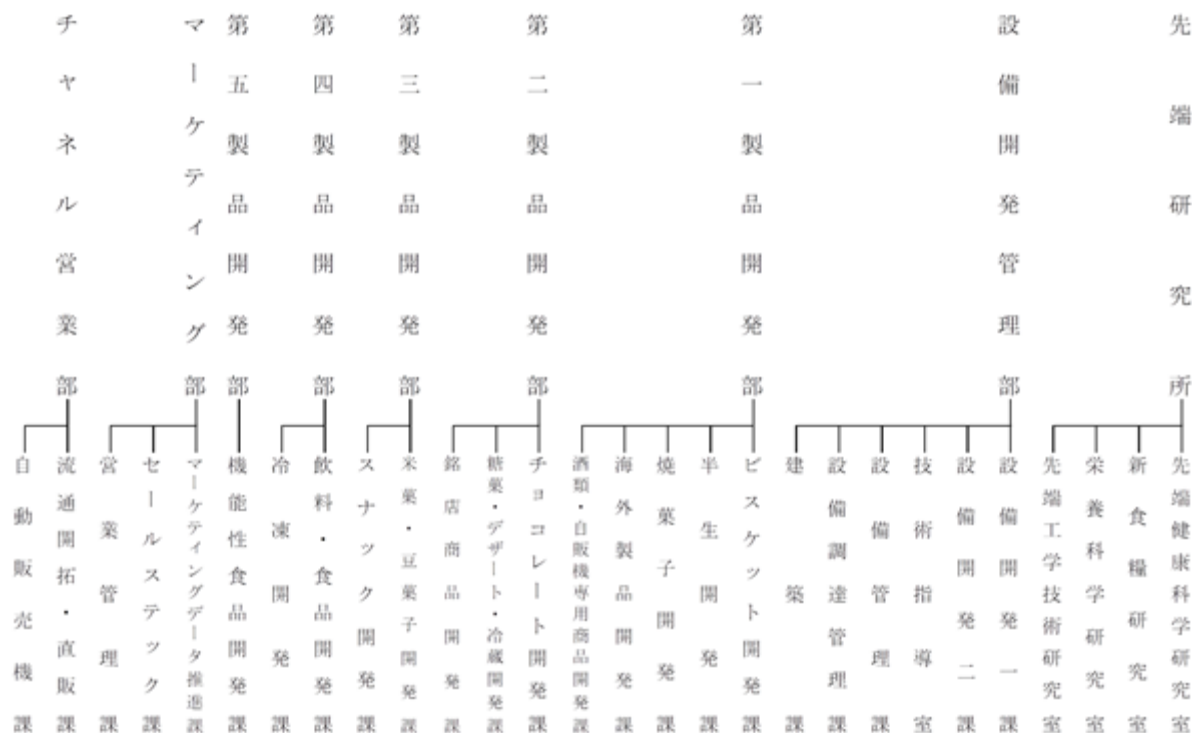 先端研究所
先端健康科学研究室
新食糧研究室
栄養科学研究室
先端工学技術研究室
設備開発管理部
設備開発一課
設備開発二課
技術指導室
設備管理課
設備調達管理課
建築課
第一製品開発部
ビスケット開発課
半生開発課
焼菓子開発課
海外製品開発課
酒類・自販機専用商品開発課
第二製品開発部
チョコレート開発課
糖菓・デザート・冷蔵開発課
銘店商品開発課
第三製品開発部
米菓・豆菓子開発課
スナック開発課
第四製品開発部
飲料・食品開発課
冷凍開発課
第五製品開発部
機能性食品開発課
マーケティング部
マーケティングデータ推進課
セールステック課
営業管理課
チャネル営業部
流通開拓・直販課
自動販売機課